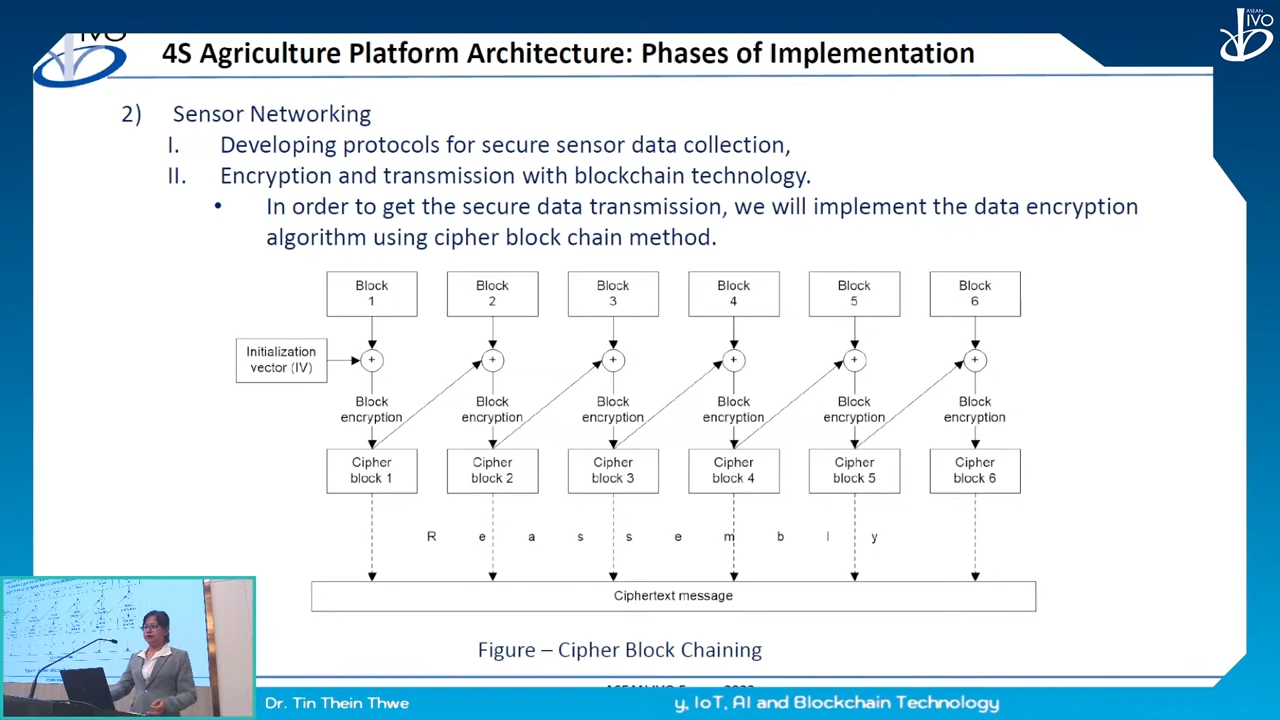 ASEAN
IVO
IVO
4S Agriculture Platform Architecture: Phases of Implementation
2) Sensor Networking
I. Developing protocols for secure sensor data collection,
II. Encryption and transmission with blockchain technology.
• In order to get the secure data transmission, we will implement the data encryption
algorithm using cipher block chain method.
Block Block Block Block Block Block
1 2 3 4 5 6
Initialization
vector (IV)
+ + + + + +
Block Block Block Block Block Block
encryption encryption encryption encryption encryption encryption
Cipher Cipher Cipher Cipher Cipher Cipher
block 1 block 2 block 3 block 4 block 5 block 6
R e a s s e m b l y
Ciphertext message
Figure – Cipher Block Chaining
Dr. Tin Thein Thwe
y, IoT, AI and Blockchain Technology